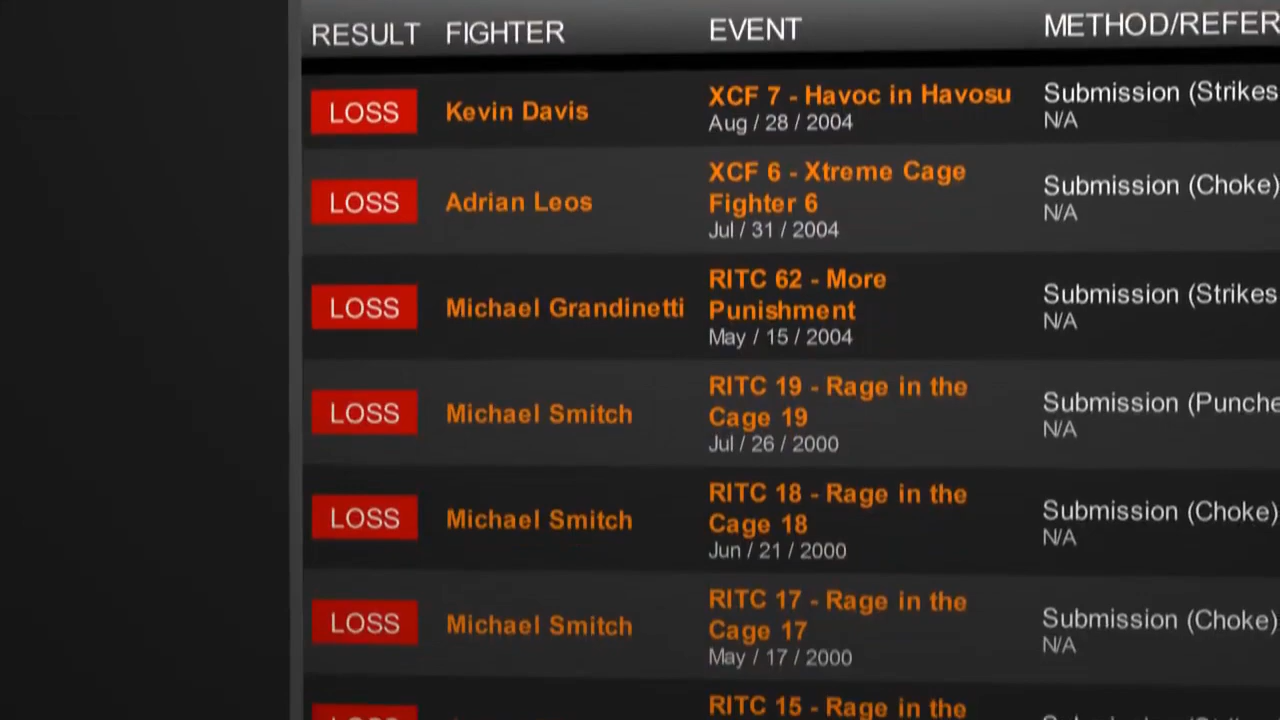 RESULT FIGHTER EVENT METHOD/REFER
LOSS Kevin Davis XCF 7 - Havoc in Havosu Submission (Strikes
Aug / 28 / 2004 N/A
XCF 6 - Xtreme Cage Submission (Choke)
LOSS Adrian Leos Fighter 6 N/A
Jul / 31 / 2004
RITC 62 - More Submission (Strikes
LOSS Michael Grandinetti Punishment N/A
May / 15 / 2004
RITC 19 - Rage in the Submission (Punche
LOSS Michael Smitch Cage 19 N/A
Jul / 26 / 2000
RITC 18 - Rage in the Submission (Choke)
LOSS Michael Smitch Cage 18 N/A
Jun / 21 / 2000
RITC 17 - Rage in the Submission (Choke)
LOSS Michael Smitch Cage 17 N/A
May / 17 / 2000
RITC 15 - Rage in the
LOSS